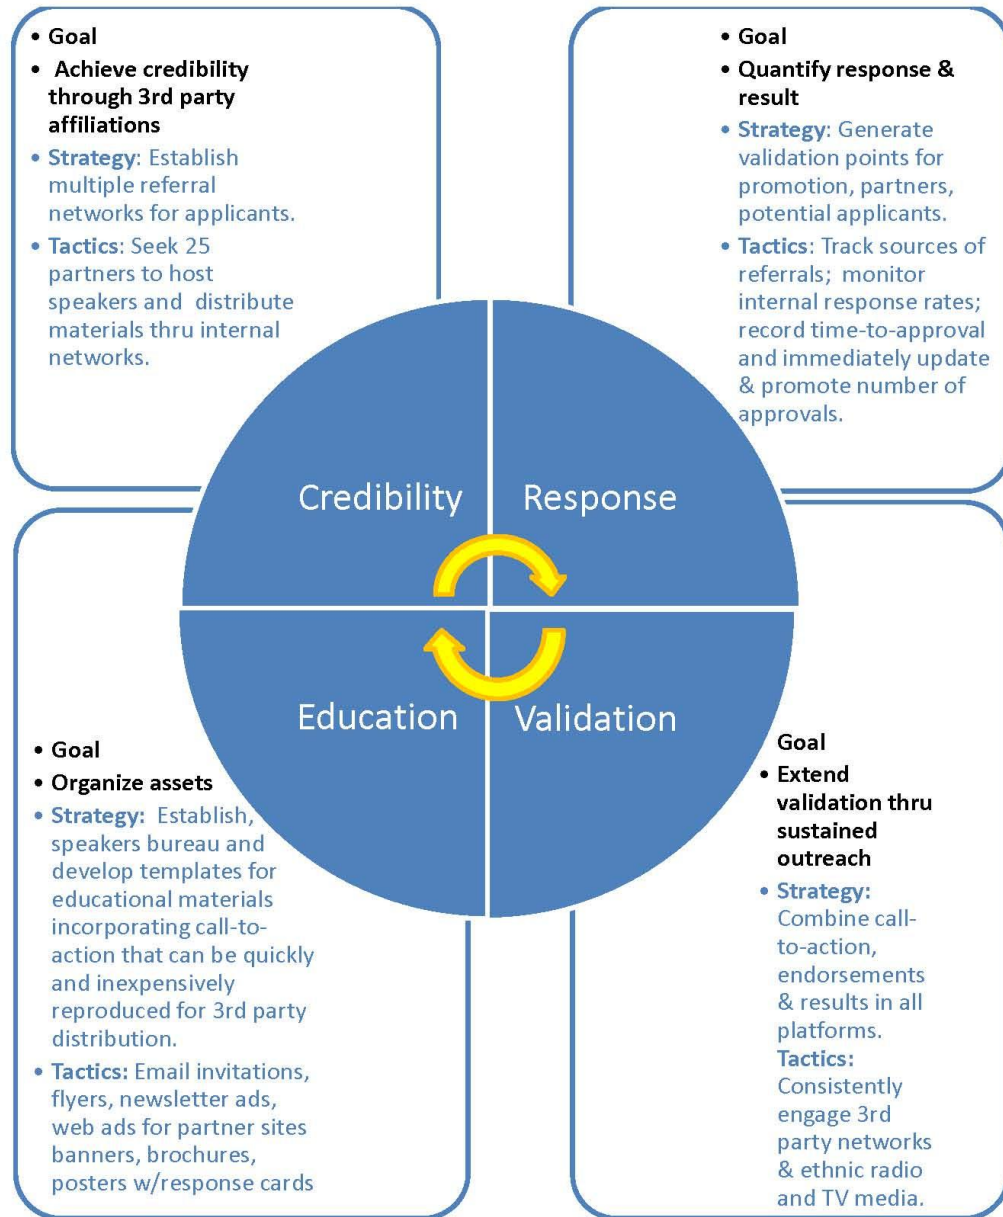 • Goal
• Achieve credibility
through 3rd party
affiliations
• Strategy: Establish
multiple referral
networks for applicants.
• Tactics: Seek 25
partners to host
speakers and distribute
materials thru internal
networks.
• Goal
• Quantify response &
result
• Strategy: Generate
validation points for
promotion, partners,
potential applicants.
• Tactics: Track sources of
referrals; monitor
internal response rates;
record time-to-approval
and immediately update
& promote number of
approvals.
Credibility
Response
Education
Validation
• Goal
• Organize assets
• Strategy: Establish,
speakers bureau and
develop templates for
educational materials
incorporating call-to-
action that can be quickly
and inexpensively
reproduced for 3rd party
distribution.
• Tactics: Email invitations,
flyers, newsletter ads,
web ads for partner sites
banners, brochures,
posters w/response cards
Goal
• Extend
validation thru
sustained
outreach
• Strategy:
Combine call-
to-action,
endorsements
& results in all
platforms.
Tactics:
Consistently
engage 3rd
party networks
& ethnic radio
and TV media.